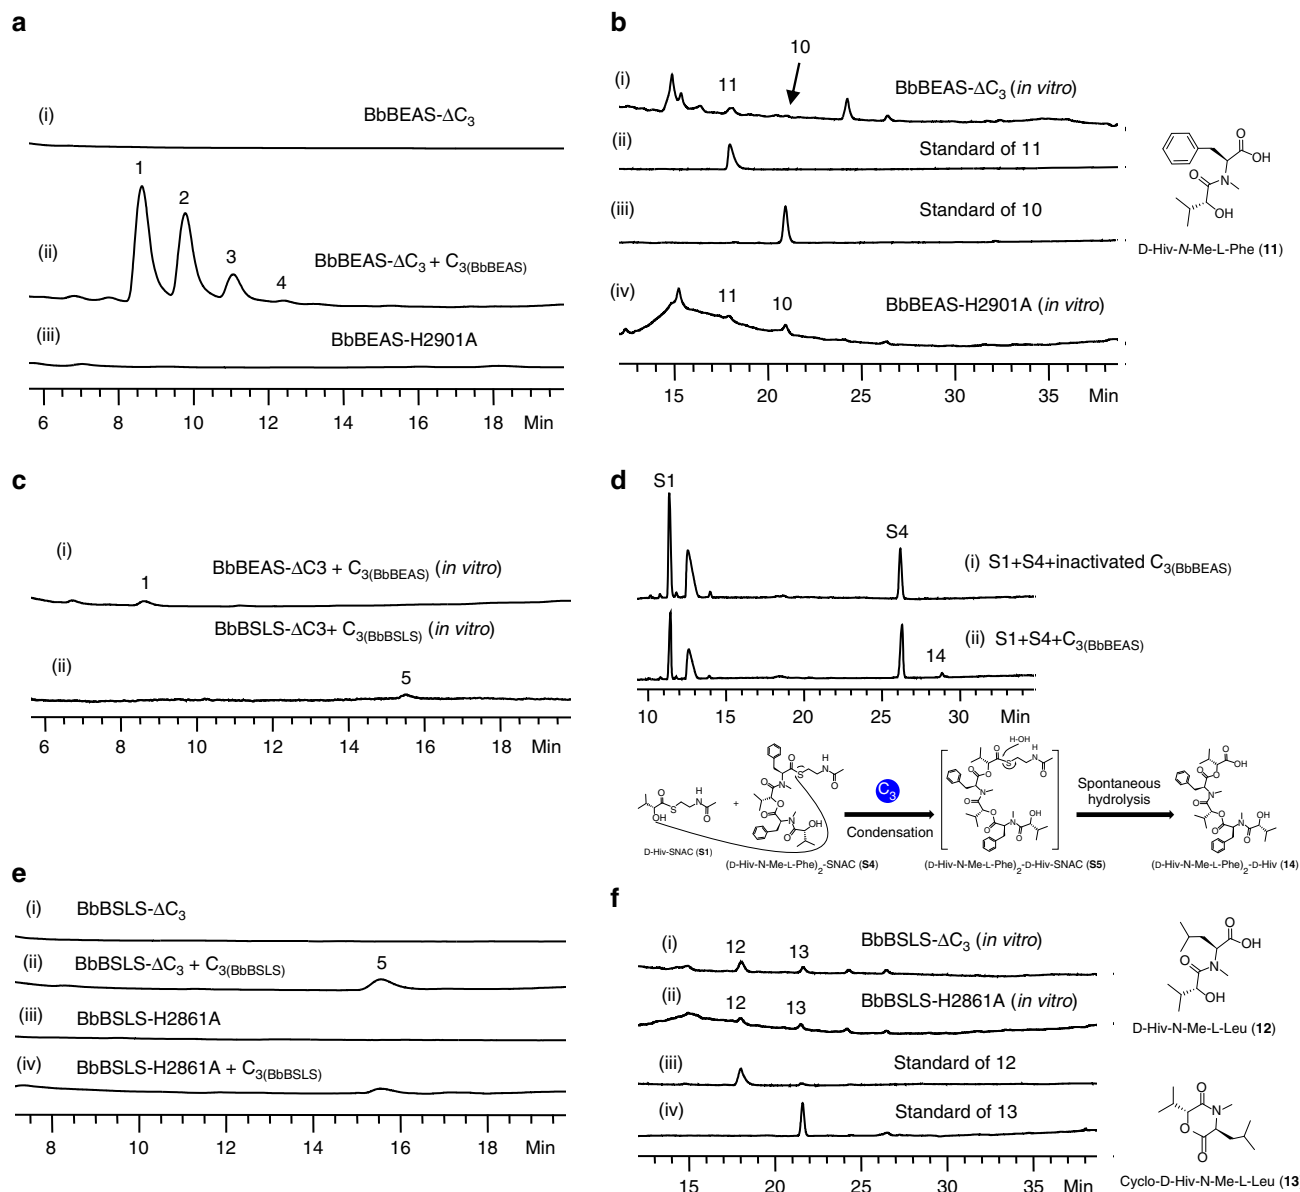 a
(i)
BbBEAS-ΔC3
1
2
3
4
(ii)
BbBEAS-ΔC3 + C3(BbBEAS)
(iii)
BbBEAS-H2901A
6 8 10 12 14 16 18 Min
b
10
(i)
11
BbBEAS-ΔC3 (in vitro)
(ii)
Standard of 11
(iii)
Standard of 10
(iv)
11
10
BbBEAS-H2901A (in vitro)
15 20 25 30 35 Min
O
OH
N
O
OH
D-Hiv-N-Me-L-Phe (11)
c
(i)
BbBEAS-ΔC3 + C3(BbBEAS) (in vitro)
1
BbBSLS-ΔC3+ C3(BbBSLS) (in vitro)
(ii)
5
6 8 10 12 14 16 18 Min
d
S1
S4
(i) S1+S4+inactivated C3(BbBEAS)
(ii) S1+S4+C3(BbBEAS)
14
10 15 20 25 30 Min
H-OH
C3
Condensation
Spontaneous
hydrolysis
D-Hiv-SNAC (S1)
+
(D-Hiv-N-Me-L-Phe)2-SNAC (S4)
(D-Hiv-N-Me-L-Phe)2-D-Hiv-SNAC (S5)
(D-Hiv-N-Me-L-Phe)2-D-Hiv (14)
e
(i) BbBSLS-ΔC3
(ii) BbBSLS-ΔC3 + C3(BbBSLS)
5
(iii) BbBSLS-H2861A
(iv) BbBSLS-H2861A + C3(BbBSLS)
8 10 12 14 16 18 Min
f
(i)
12
13
BbBSLS-ΔC3 (in vitro)
(ii)
12
13
BbBSLS-H2861A (in vitro)
(iii)
Standard of 12
(iv)
Standard of 13
15 20 25 30 35 Min
O
OH
O
N
OH
D-Hiv-N-Me-L-Leu (12)
O
N
O
O
Cyclo-D-Hiv-N-Me-L-Leu (13